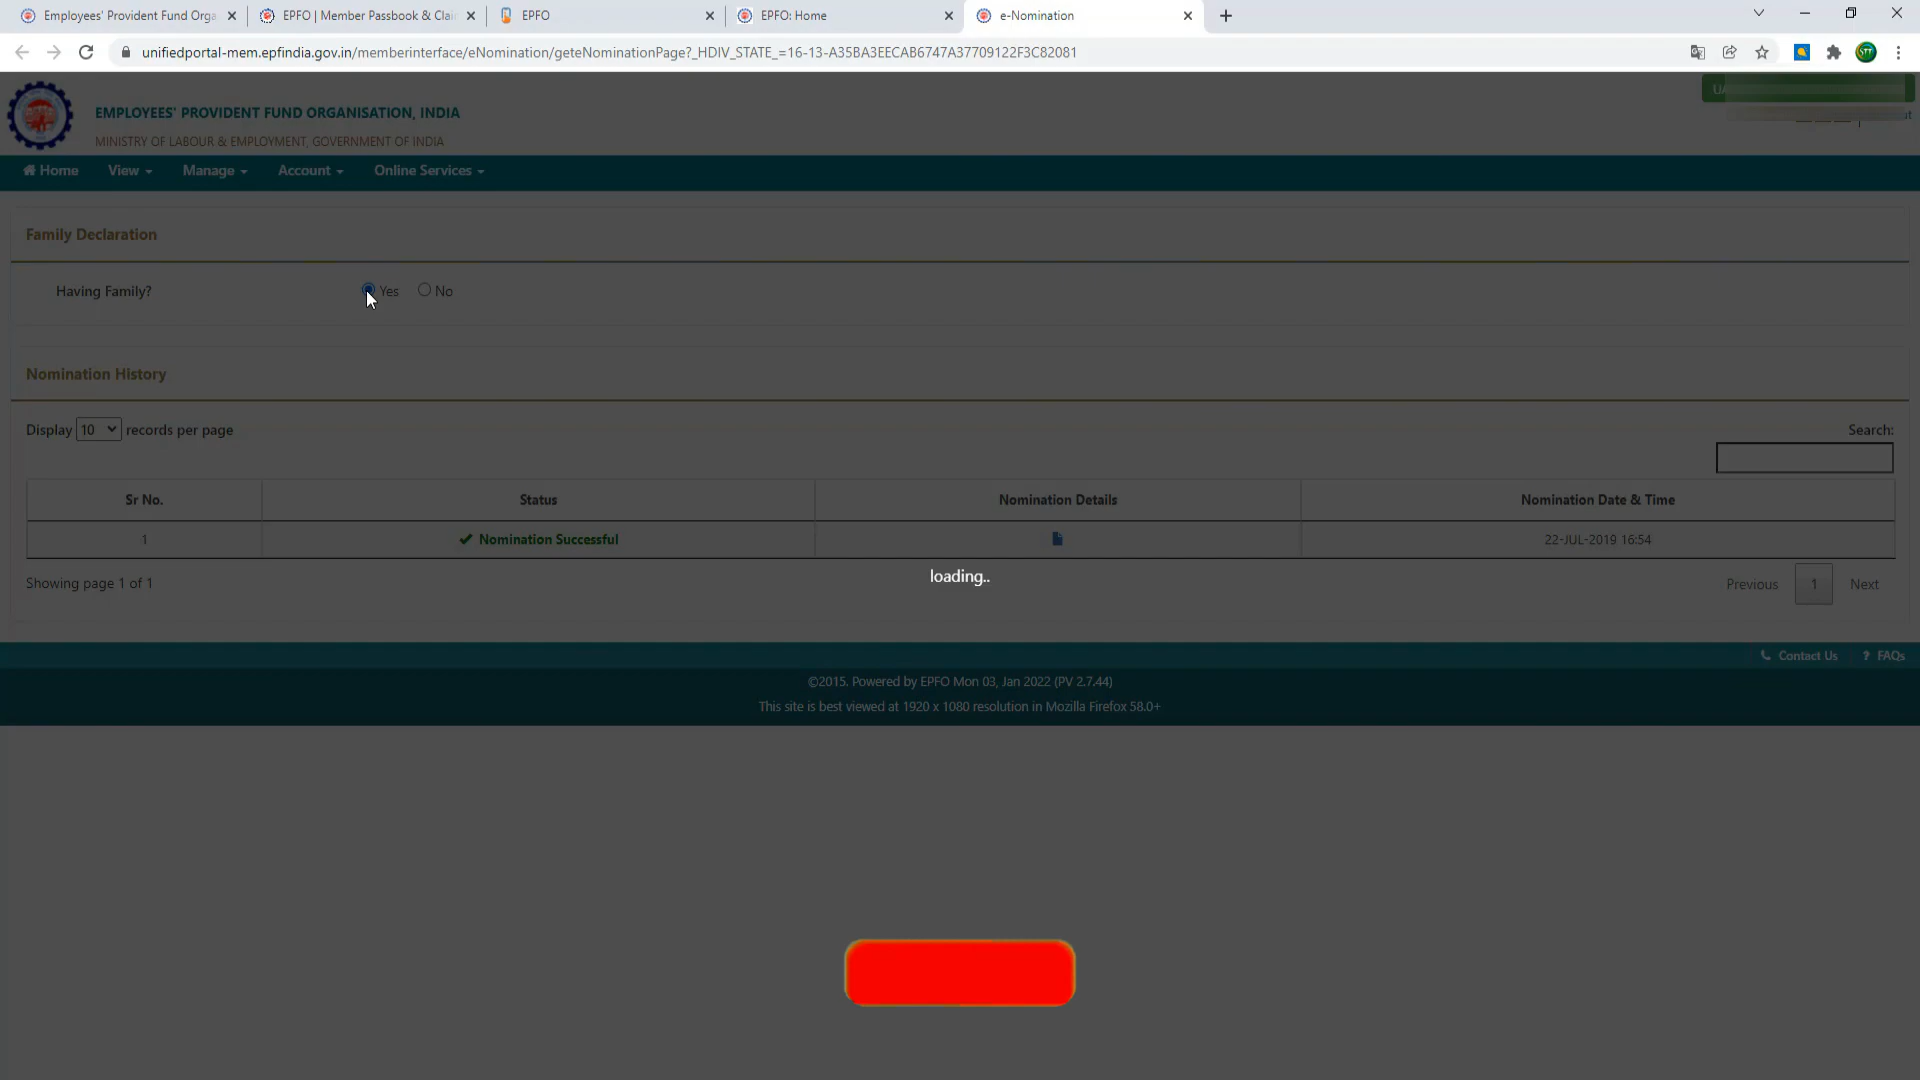 Employees' Provident Fund Orga
EPFO | Member Passbook & Clai
EPFO
EPFO: Home
e-Nomination
unifiedportal-mem.epfindia.gov.in/memberinterface/eNomination/geteNominationPage?_HDIV_STATE_=16-13-A35BA3EECAB6747A37709122F3C82081
EMPLOYEES' PROVIDENT FUND ORGANISATION, INDIA
MINISTRY OF LABOUR & EMPLOYMENT, GOVERNMENT OF INDIA
Home View Manage Account Online Services
Family Declaration
Having Family? Yes No
Nomination History
Display 10 records per page
Search:
Sr No. Status Nomination Details Nomination Date & Time
1 Nomination Successful 22-JUL-2019 16:54
loading..
Showing page 1 of 1
Previous 1 Next
Contact Us ? FAQs
©2015. Powered by EPFO Mon 03, Jan 2022 (PV 2.7.44)
This site is best viewed at 1920 x 1080 resolution in Mozilla Firefox 58.0+